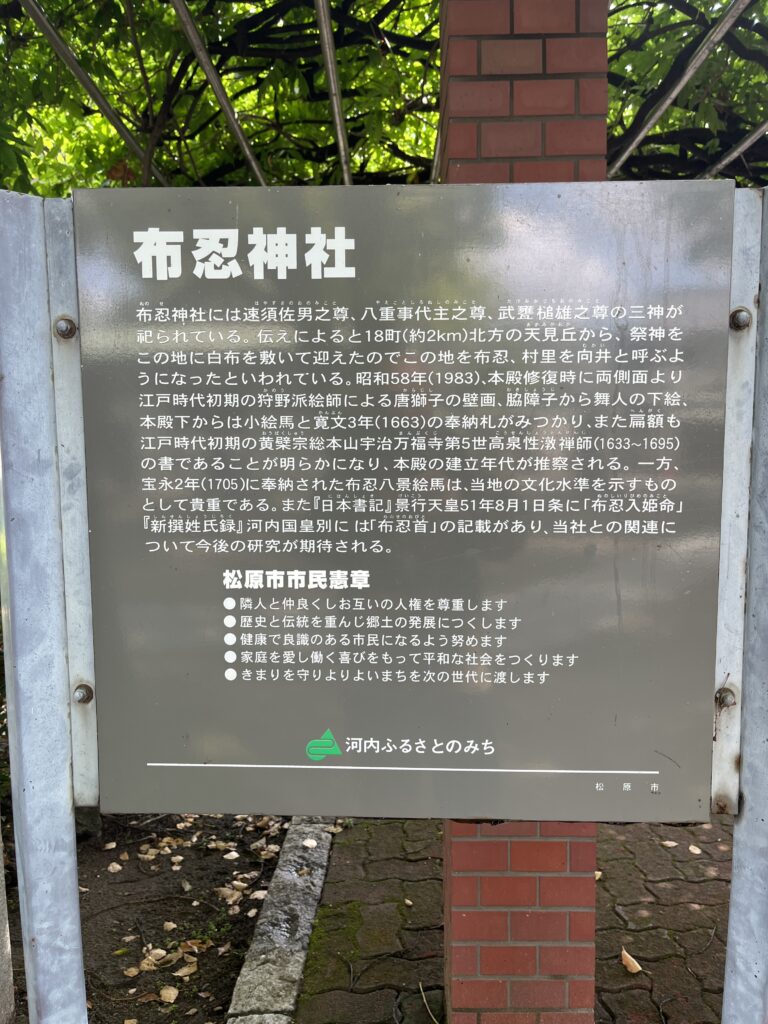 布忍神社
布忍神社には速須佐男之尊、八重事代主之尊、武甕槌雄之尊の三神が
祀られている。伝えによると18町(約2km)北方の天見丘から、祭神を
この地に白布を敷いて迎えたのでこの地を布忍、村里を向井と呼ぶよ
うになったといわれている。昭和58年(1983)、本殿修復時に両側面より
江戸時代初期の狩野派絵師による唐獅子の壁画、脇障子から舞人の下絵、
本殿下からは小絵馬と寛文3年(1663)の奉納札がみつかり、また扁額も
江戸時代初期の黄檗宗総本山宇治万福寺第5世高泉性潡禅師(1633~1695)
の書であることが明らかになり、本殿の建立年代が推察される。一方、
宝永2年(1705)に奉納された布忍八景絵馬は、当地の文化水準を示すもの
として貴重である。また『日本書記』景行天皇51年8月1日条に「布忍入姫命」
『新撰姓氏録』河内国皇別には「布忍首」の記載があり、当社との関連に
ついて今後の研究が期待される。
松原市市民憲章
●隣人と仲良くしお互いの人権を尊重します
●歴史と伝統を重んじ郷土の発展につくします
●健康で良識のある市民になるよう努めます
●家庭を愛し働く喜びをもって平和な社会をつくります
●きまりを守りよりよいまちを次の世代に渡します
河内ふるさとのみち
松原市